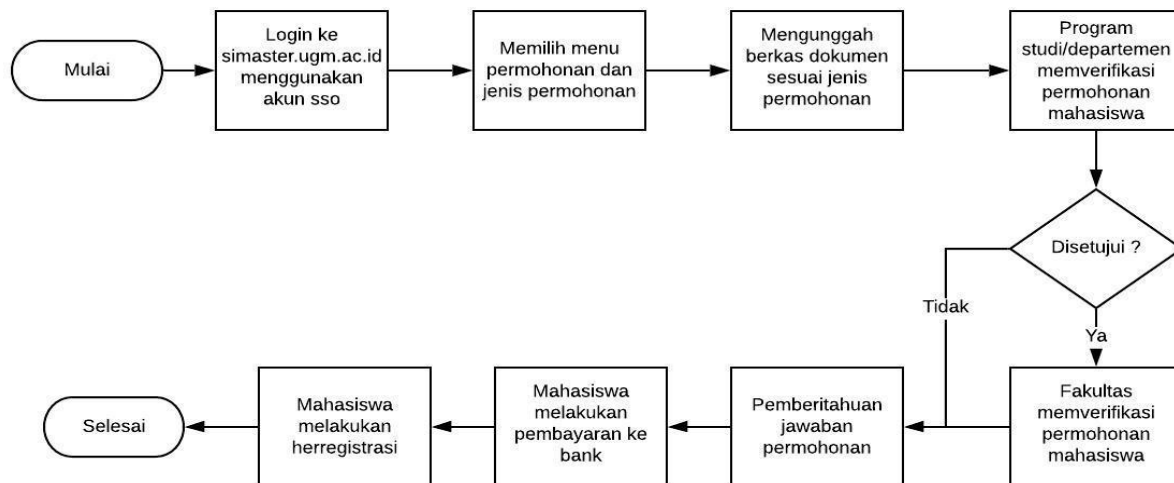 Mulai
Login ke
simaster.ugm.ac.id
menggunakan
akun sso
Memilih menu
permohonan dan
jenis permohonan
Mengunggah
berkas dokumen
sesuai jenis
permohonan
Program
studi/departemen
memverifikasi
permohonan
mahasiswa
Disetujui ?
Tidak
Ya
Fakultas
memverifikasi
permohonan
mahasiswa
Pemberitahuan
jawaban
permohonan
Mahasiswa
melakukan
pembayaran ke
bank
Mahasiswa
melakukan
herregistrasi
Selesai